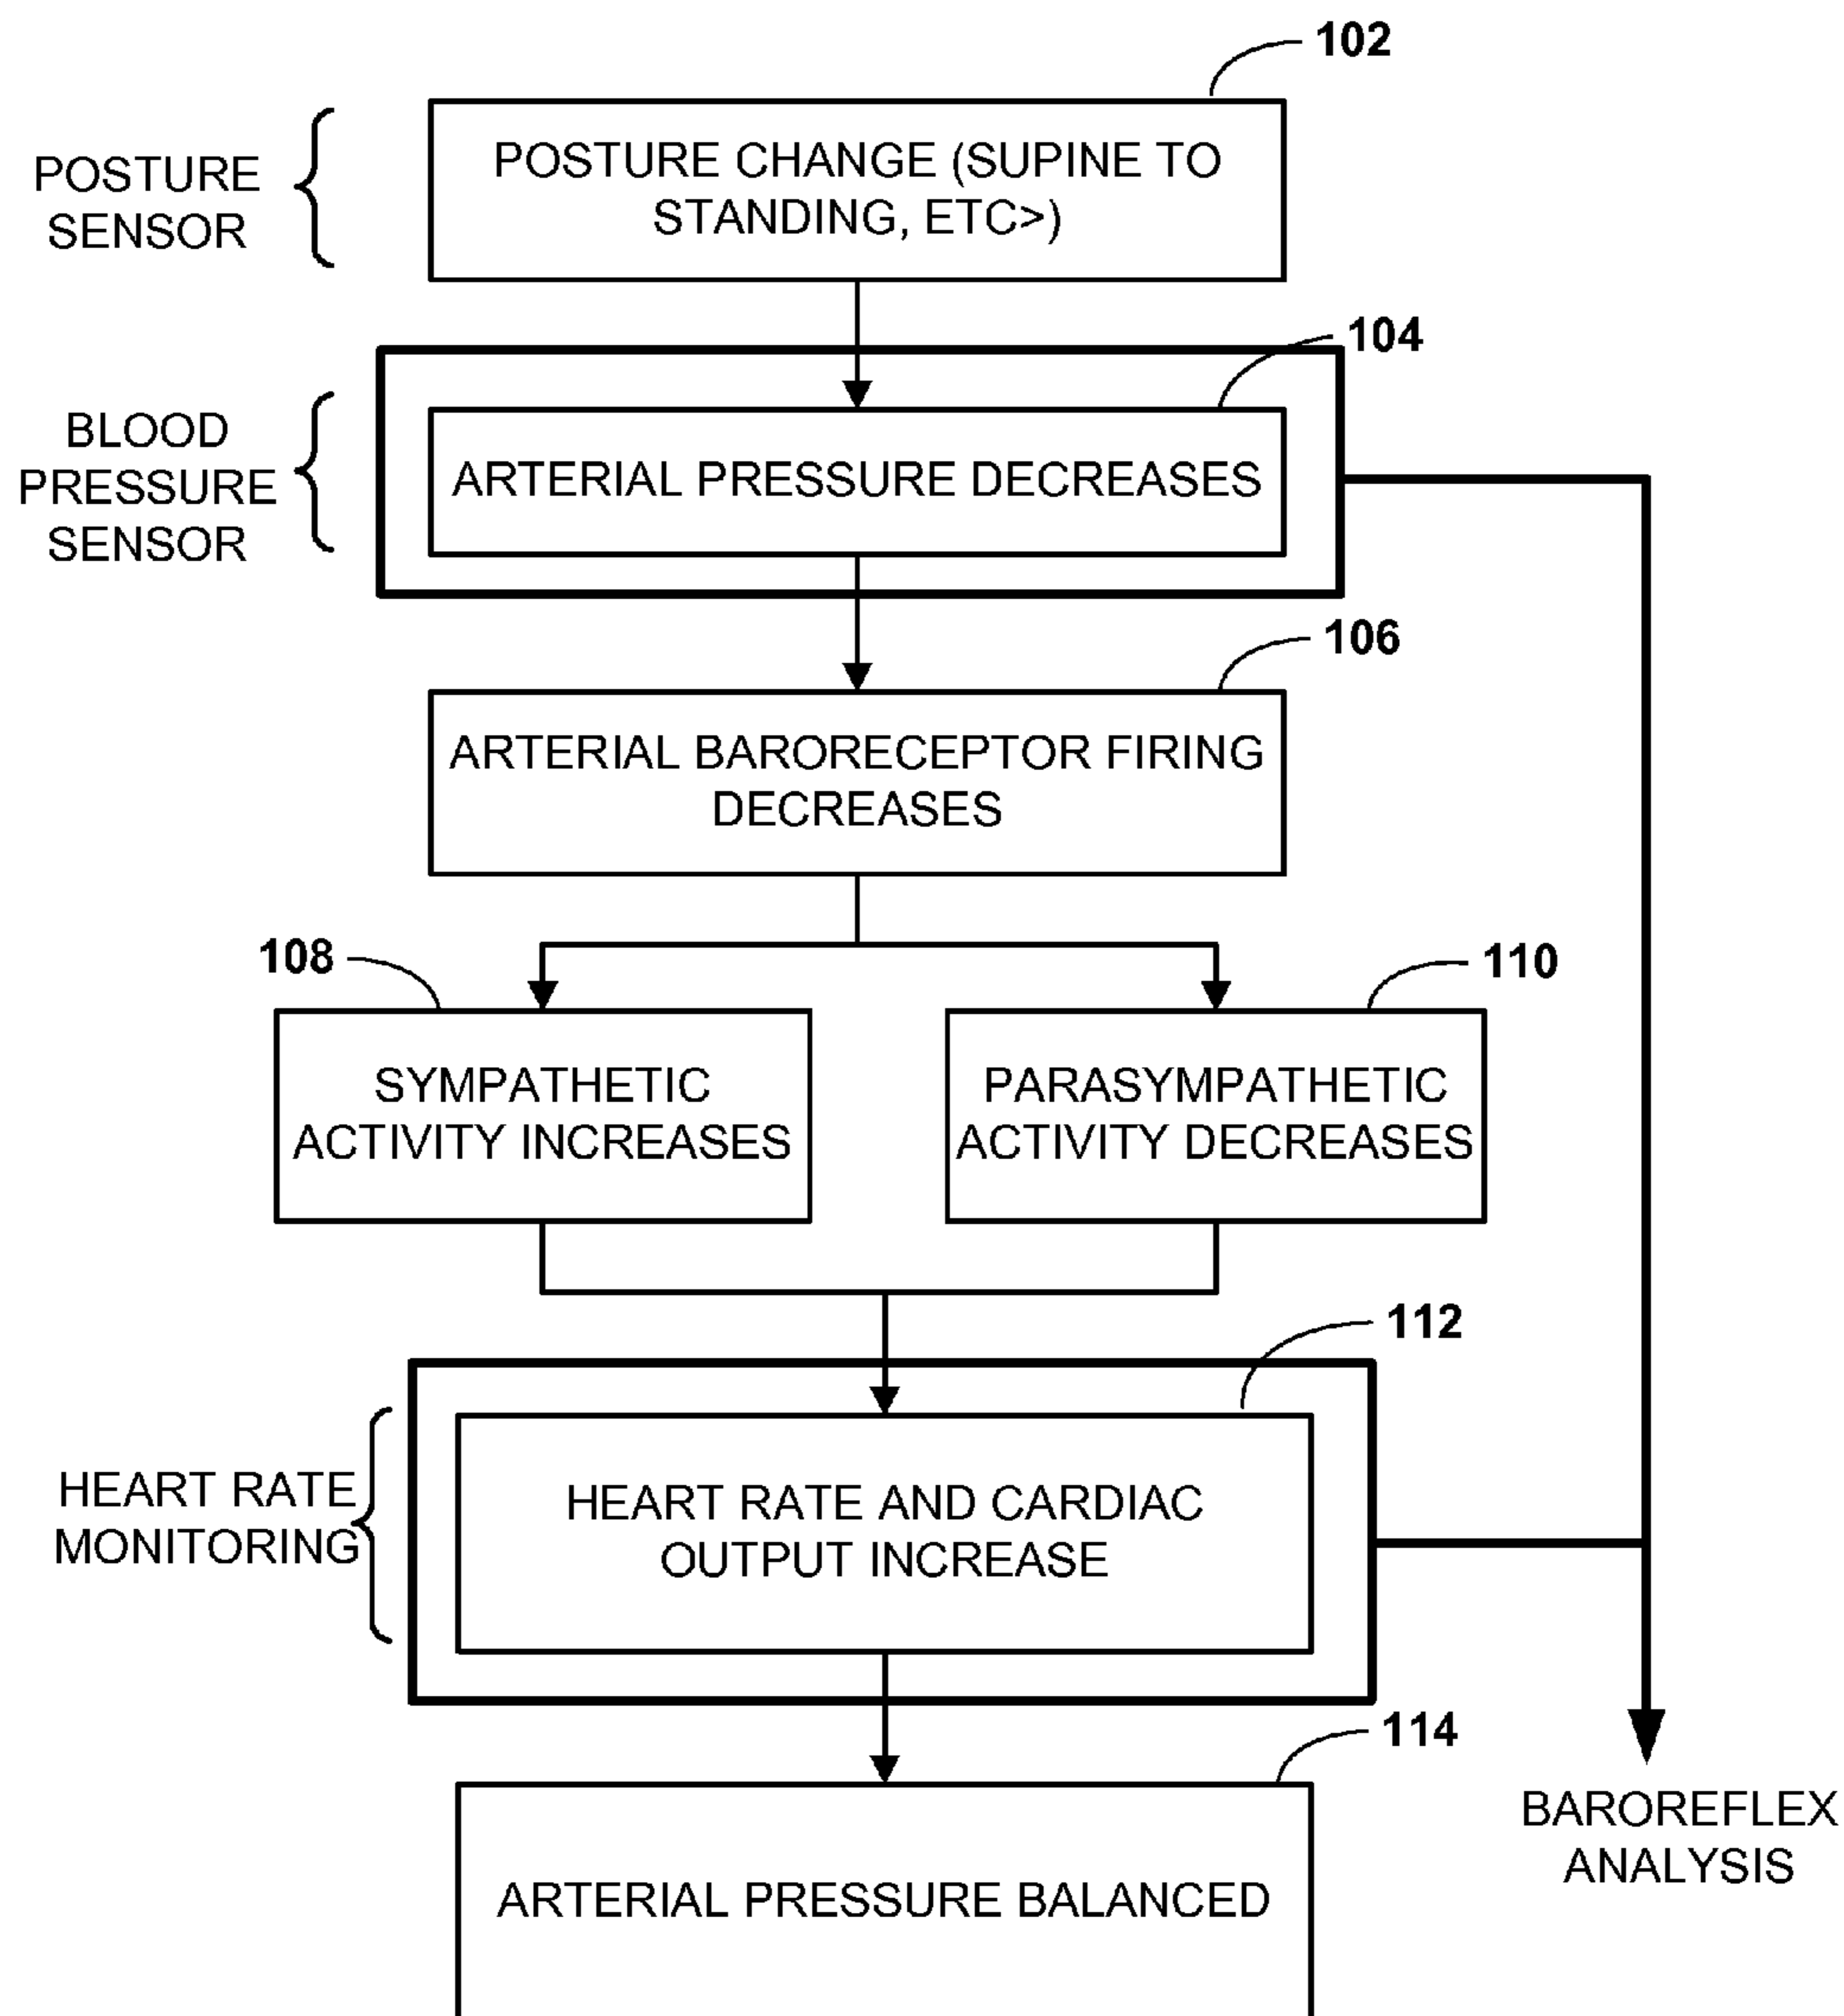 102
POSTURE
SENSOR
POSTURE CHANGE (SUPINE TO
STANDING, ETC>)
104
BLOOD
PRESSURE
SENSOR
ARTERIAL PRESSURE DECREASES
106
ARTERIAL BARORECEPTOR FIRING
DECREASES
108
110
SYMPATHETIC
ACTIVITY INCREASES
PARASYMPATHETIC
ACTIVITY DECREASES
112
HEART RATE
MONITORING
HEART RATE AND CARDIAC
OUTPUT INCREASE
114
ARTERIAL PRESSURE BALANCED
BAROREFLEX
ANALYSIS